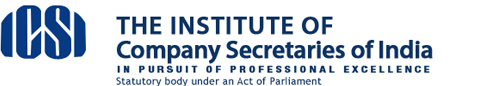 ICSI
THE INSTITUTE OF
Company Secretaries of India
IN PURSUIT OF PROFESSIONAL EXCELLENCE
Statutory body under an Act of Parliament